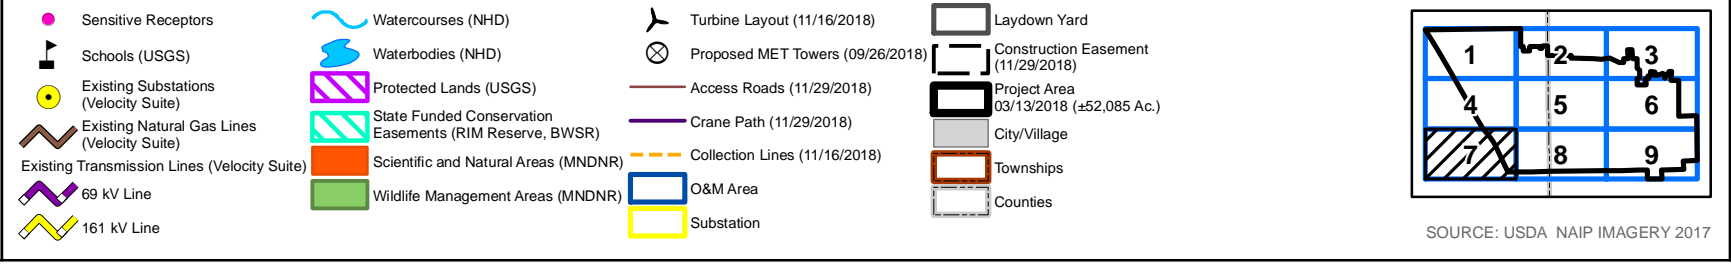 Sensitive Receptors
Schools (USGS)
Existing Substations
(Velocity Suite)
Existing Natural Gas Lines
(Velocity Suite)
Existing Transmission Lines (Velocity Suite)
69 kV Line
161 kV Line
Watercourses (NHD)
Waterbodies (NHD)
Protected Lands (USGS)
State Funded Conservation
Easements (RIM Reserve, BWSR)
Scientific and Natural Areas (MNDNR)
Wildlife Management Areas (MNDNR)
Turbine Layout (11/16/2018)
Proposed MET Towers (09/26/2018)
Access Roads (11/29/2018)
Crane Path (11/29/2018)
Collection Lines (11/16/2018)
O&M Area
Substation
Laydown Yard
Construction Easement
(11/29/2018)
Project Area
03/13/2018 (±52,085 Ac.)
City/Village
Townships
Counties
1 2 3
4 5 6
7 8 9
SOURCE: USDA NAIP IMAGERY 2017